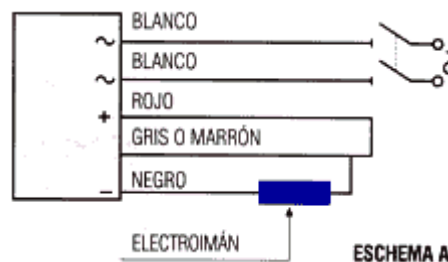 BLANCO
~
BLANCO
~
ROJO
+
GRIS O MARRÓN
NEGRO
–
ELECTROIMÁN
ESCHEMA A